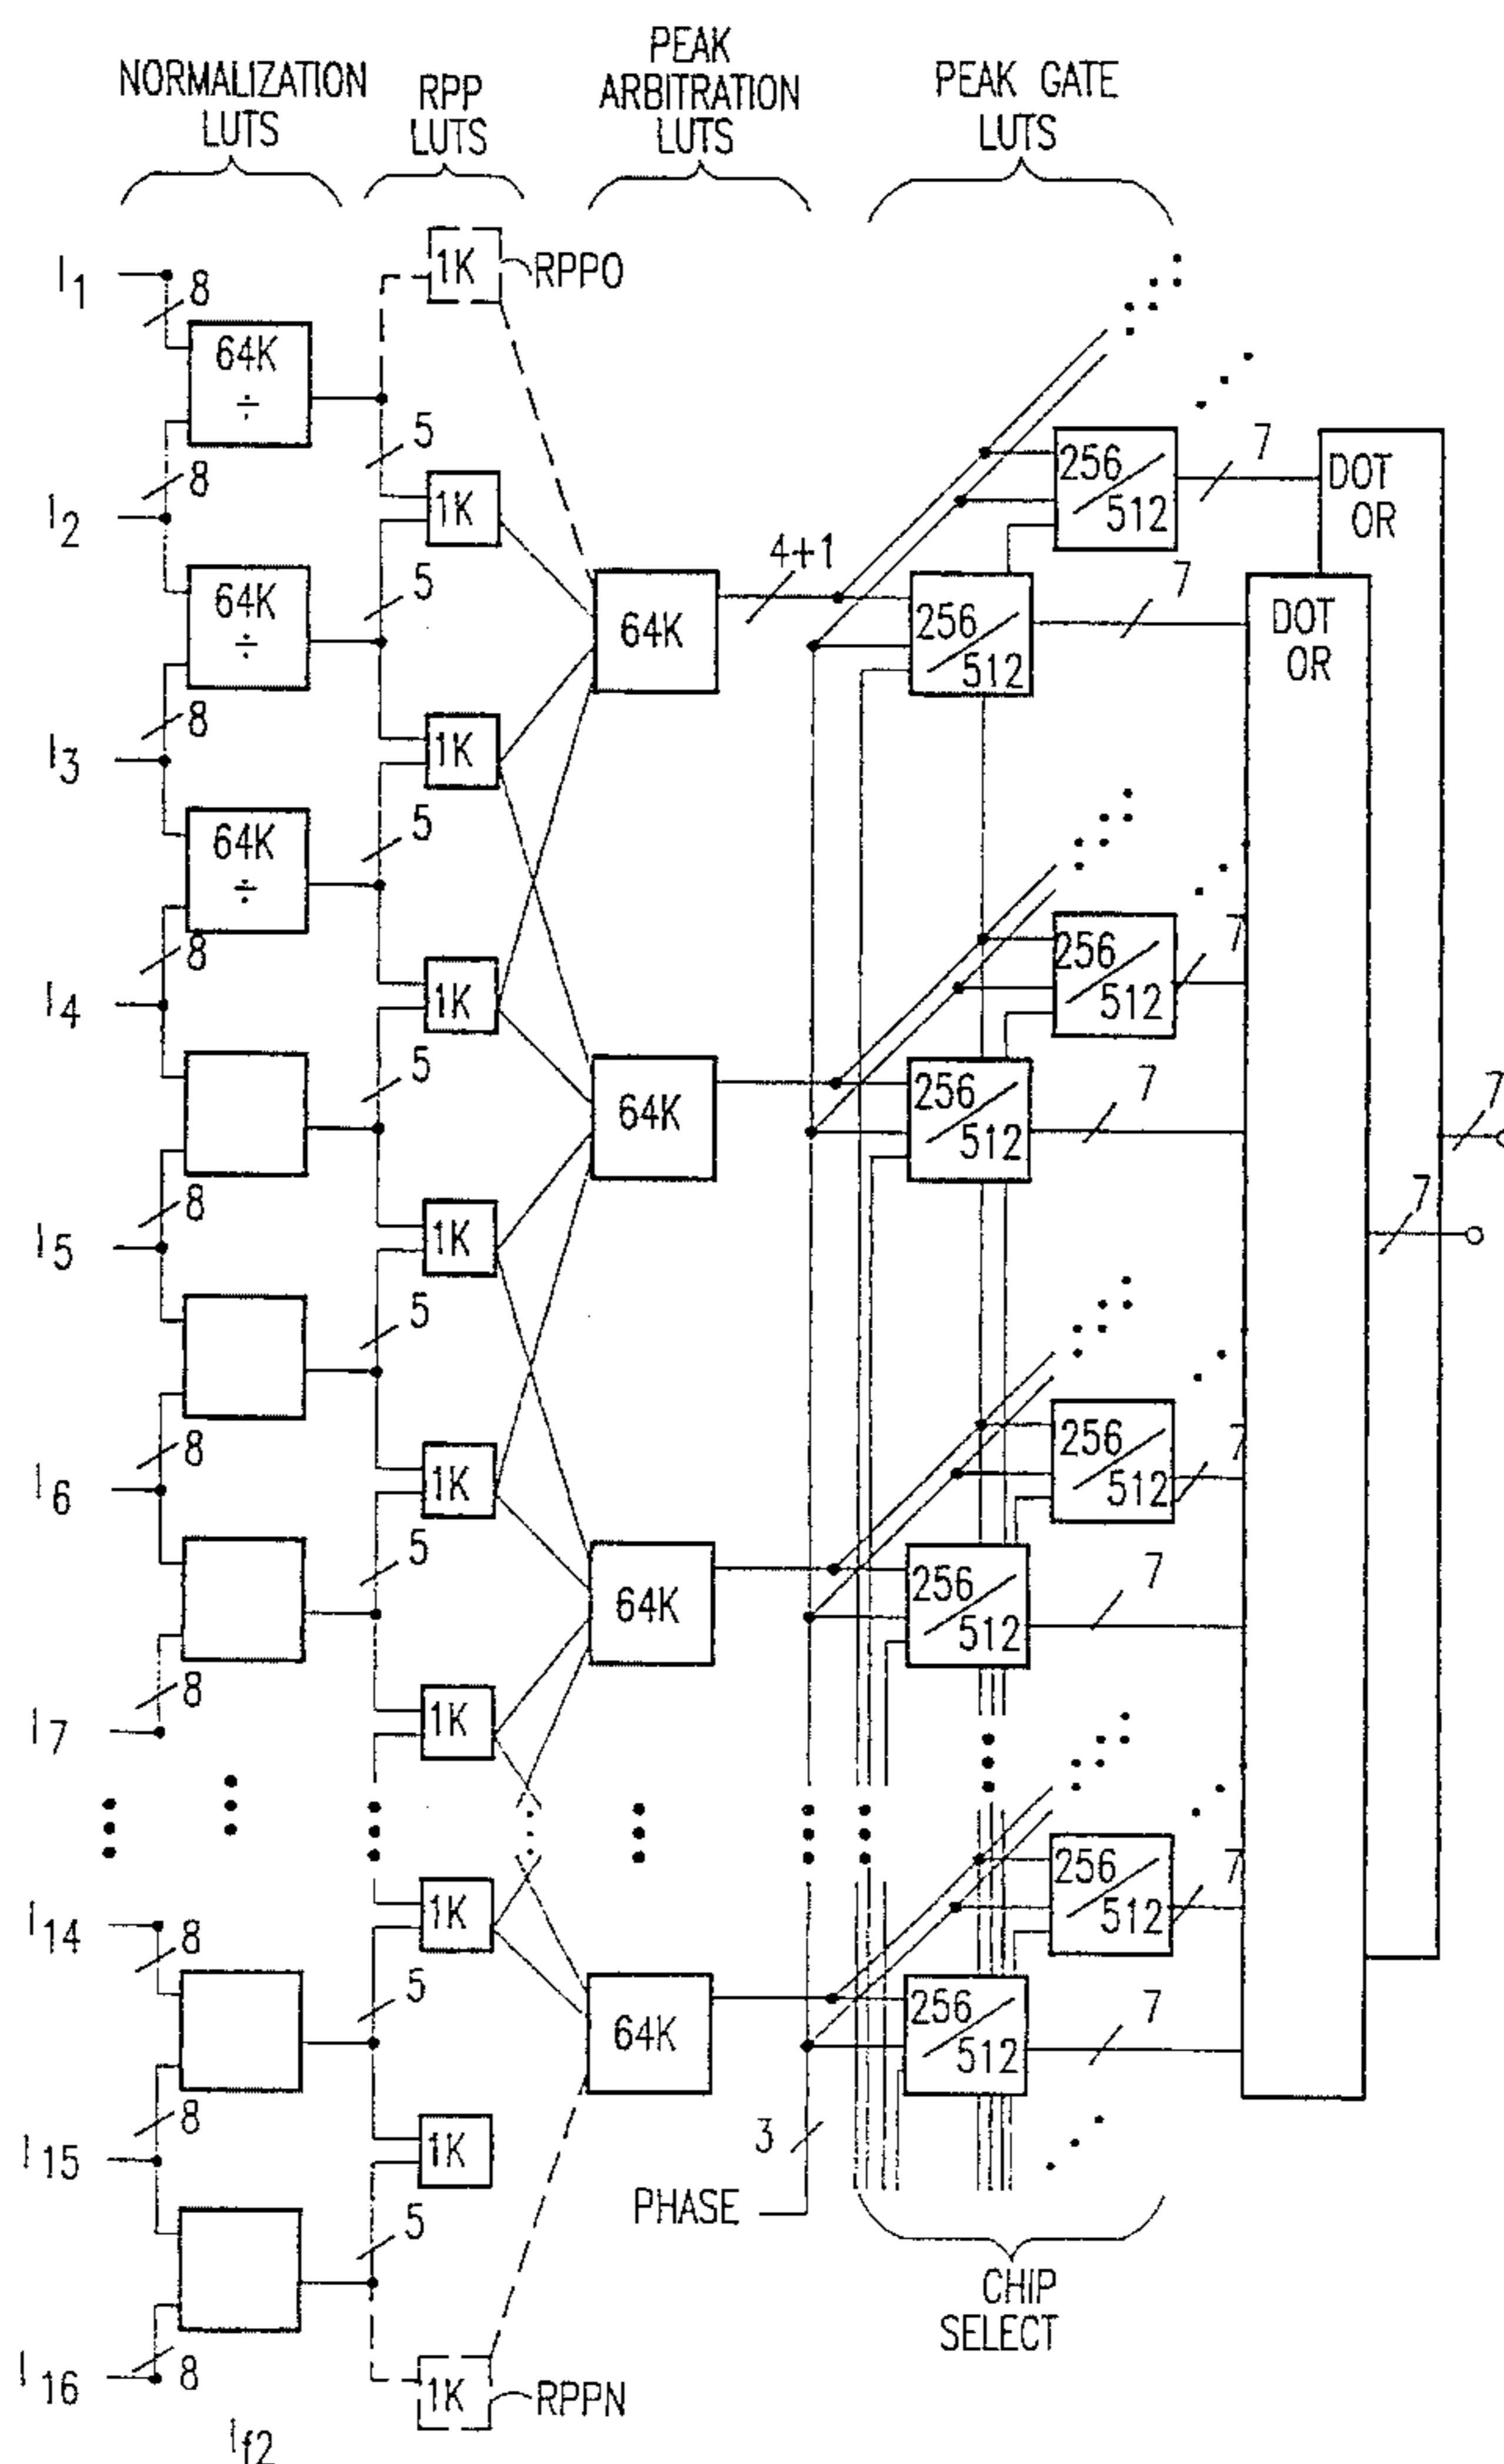 NORMALIZATION
LUTS
RPP
LUTS
PEAK
ARBITRATION
LUTS
PEAK GATE
LUTS
I1
8
64K
÷
1K
RPPO
5
I2
8
1K
256
512
7
DOT
OR
64K
÷
5
64K
4+1
256
512
7
DOT
OR
I3
8
1K
64K
÷
5
I4
8
1K
256
512
7
5
64K
256
512
7
7
I5
8
1K
7
5
I6
8
1K
256
512
7
5
64K
256
512
7
I7
8
1K
I14
8
1K
256
512
7
5
64K
256
512
7
I15
8
1K
3
PHASE
5
CHIP
SELECT
I16
8
1K
RPPN
If2